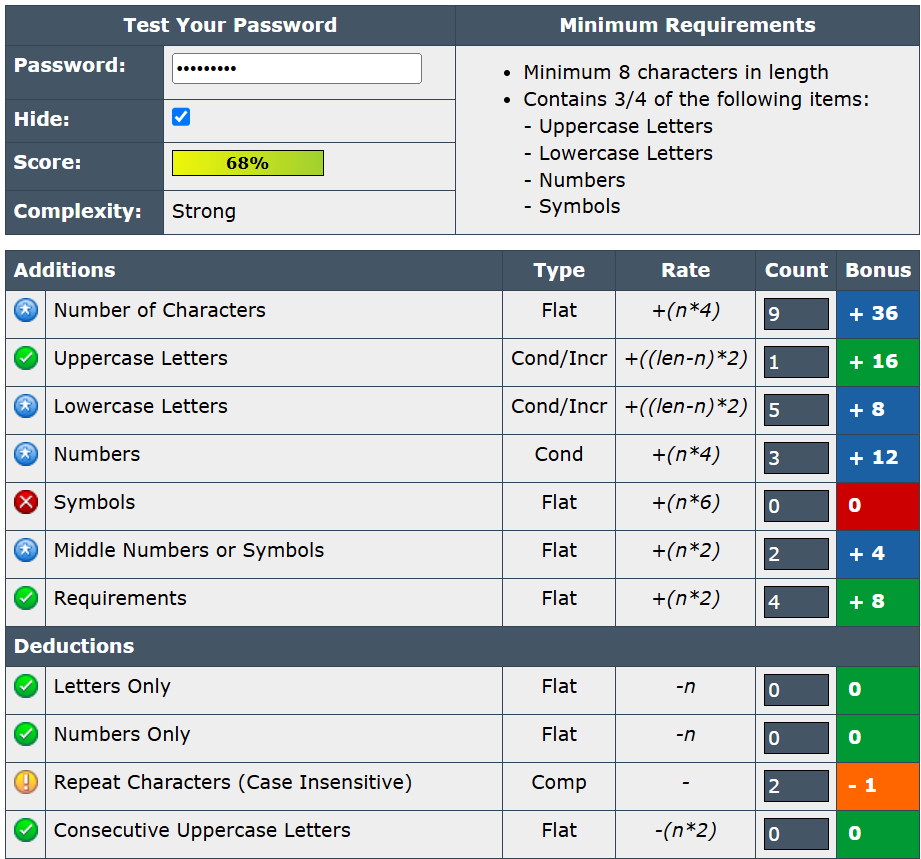 Test Your Password Minimum Requirements
Password: •••••••••
• Minimum 8 characters in length
• Contains 3/4 of the following items:
- Uppercase Letters
- Lowercase Letters
- Numbers
- Symbols
Hide:
Score: 68%
Complexity: Strong
Additions Type Rate Count Bonus
Number of Characters Flat +(n*4) 9 + 36
Uppercase Letters Cond/Incr +((len-n)*2) 1 + 16
Lowercase Letters Cond/Incr +((len-n)*2) 5 + 8
Numbers Cond +(n*4) 3 + 12
Symbols Flat +(n*6) 0 0
Middle Numbers or Symbols Flat +(n*2) 2 + 4
Requirements Flat +(n*2) 4 + 8
Deductions
Letters Only Flat -n 0 0
Numbers Only Flat -n 0 0
Repeat Characters (Case Insensitive) Comp - 2 - 1
Consecutive Uppercase Letters Flat -(n*2) 0 0